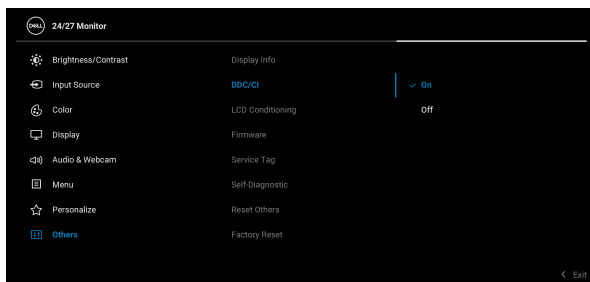 DELL 24/27 Monitor
Brightness/Contrast Display Info
Input Source DDC/CI On
Color LCD Conditioning Off
Display Firmware
Audio & Webcam Service Tag
Menu Self-Diagnostic
Personalize Reset Others
Others Factory Reset
Exit